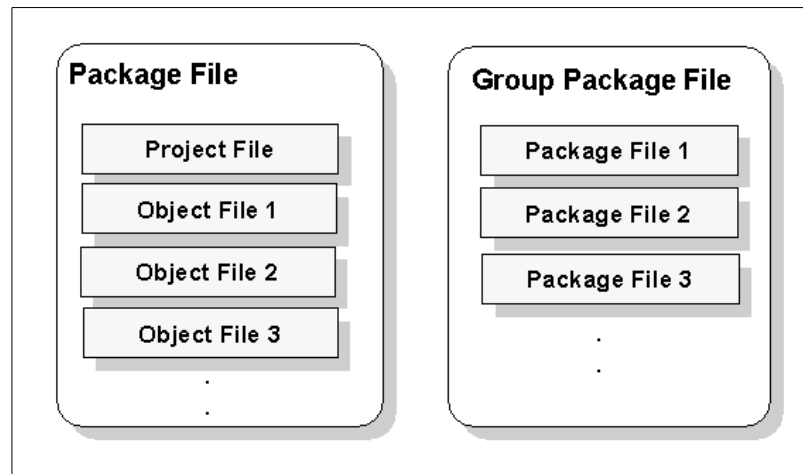 Package File
Project File
Object File 1
Object File 2
Object File 3
.
.
Group Package File
Package File 1
Package File 2
Package File 3
.
.